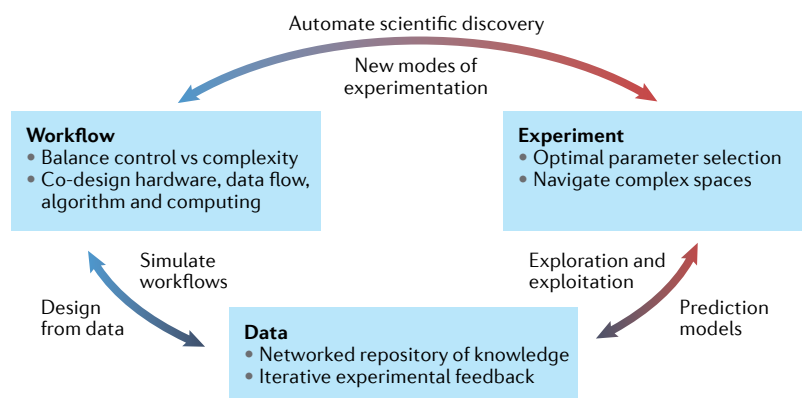 Automate scientific discovery
New modes of
experimentation
Workflow
• Balance control vs complexity
• Co-design hardware, data flow,
algorithm and computing
Experiment
• Optimal parameter selection
• Navigate complex spaces
Simulate
workflows
Design
from data
Exploration and
exploitation
Prediction
models
Data
• Networked repository of knowledge
• Iterative experimental feedback